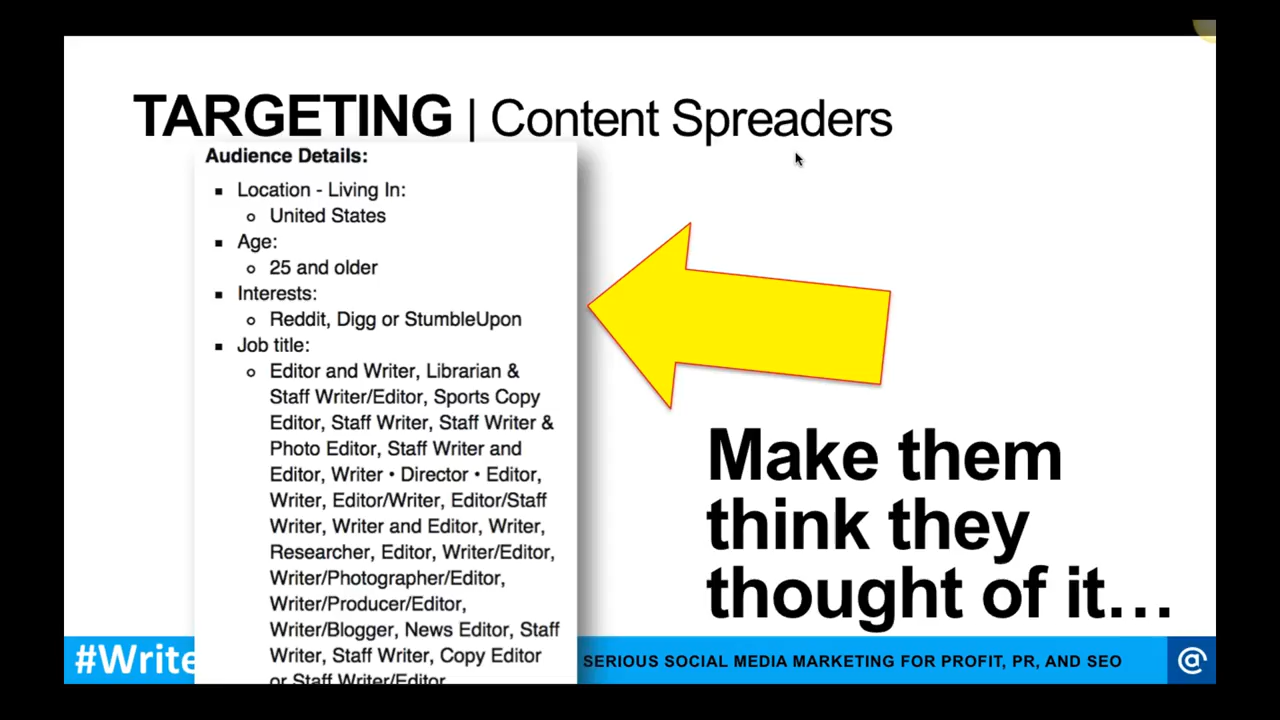 TARGETING | Content Spreaders
Audience Details:
▪ Location - Living In:
○ United States
▪ Age:
○ 25 and older
▪ Interests:
○ Reddit, Digg or StumbleUpon
▪ Job title:
○ Editor and Writer, Librarian &
Staff Writer/Editor, Sports Copy
Editor, Staff Writer, Staff Writer &
Photo Editor, Staff Writer and
Editor, Writer • Director • Editor,
Writer, Editor/Writer, Editor/Staff
Writer, Writer and Editor, Writer,
Researcher, Editor, Writer/Editor,
Writer/Photographer/Editor,
Writer/Producer/Editor,
Writer/Blogger, News Editor, Staff
Writer, Staff Writer, Copy Editor
or Staff Writer/Editor
Make them
think they
thought of it…
#Write
SERIOUS SOCIAL MEDIA MARKETING FOR PROFIT, PR, AND SEO
@